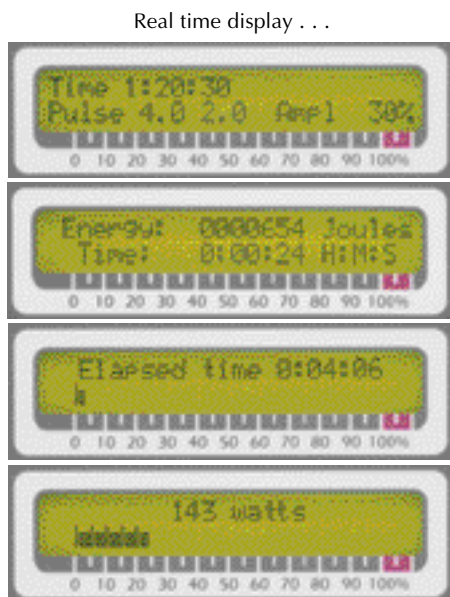 Real time display . . .
Time 1:20:30
Pulse 4.0 2.0 Ampl 30%
0 10 20 30 40 50 60 70 80 90 100%
Energy: 0000654 Joules
Time: 0:00:24 H:M:S
0 10 20 30 40 50 60 70 80 90 100%
Elapsed time 0:04:06
0 10 20 30 40 50 60 70 80 90 100%
143 watts
0 10 20 30 40 50 60 70 80 90 100%